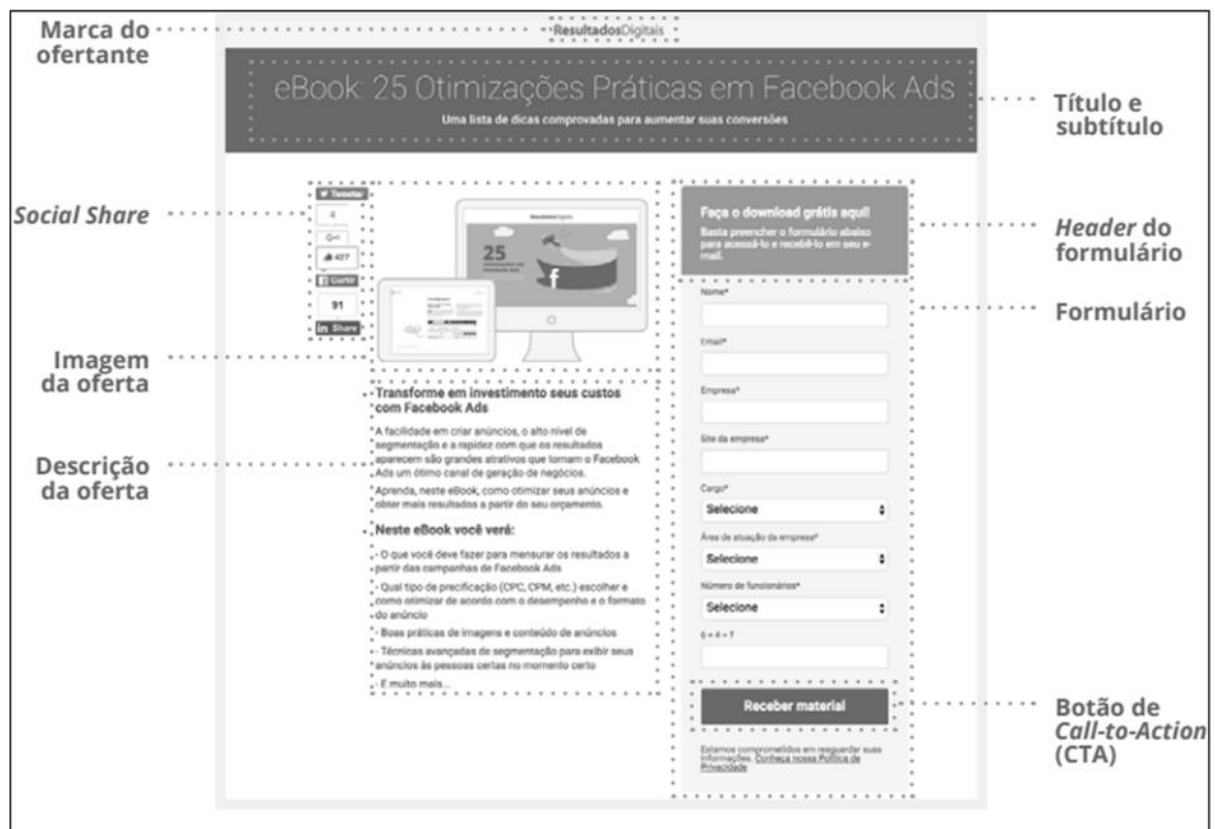 Marca do
ofertante
ResultadosDigitais
eBook: 25 Otimizações Práticas em Facebook Ads
Uma lista de dicas comprovadas para aumentar suas conversões
Título e
subtítulo
Social Share
Tweetar
4
G+1
427
Curtir
91
in Share
Imagem
da oferta
ResultadosDigitais
25
Transforme em investimento seus custos
com Facebook Ads
A facilidade em criar anúncios, o alto nível de
segmentação e a rapidez com que os resultados
aparecem são grandes atrativos que tornam o Facebook
Ads um ótimo canal de geração de negócios.
Aprenda, neste eBook, como otimizar seus anúncios e
obter mais resultados a partir do seu orçamento.
Descrição
da oferta
Neste eBook você verá:
- O que você deve fazer para mensurar os resultados a
partir das campanhas de Facebook Ads
- Qual tipo de precificação (CPC, CPM, etc.) escolher e
como otimizar de acordo com o desempenho e o formato
do anúncio
- Boas práticas de imagens e conteúdo de anúncios
- Técnicas avançadas de segmentação para exibir seus
anúncios às pessoas certas no momento certo
- E muito mais...
Faça o download grátis aqui!
Basta preencher o formulário abaixo
para acessá-lo e recebê-lo em seu e-
mail.
Header do
formulário
Formulário
Nome*
Email*
Empresa*
Site da empresa*
Cargo*
Selecione
Área de atuação da empresa*
Selecione
Número de funcionários*
Selecione
6 + 4 = ?
Receber material
Botão de
Call-to-Action
(CTA)
Estamos comprometidos em resguardar suas
informações. Conheça nossa Política de
Privacidade